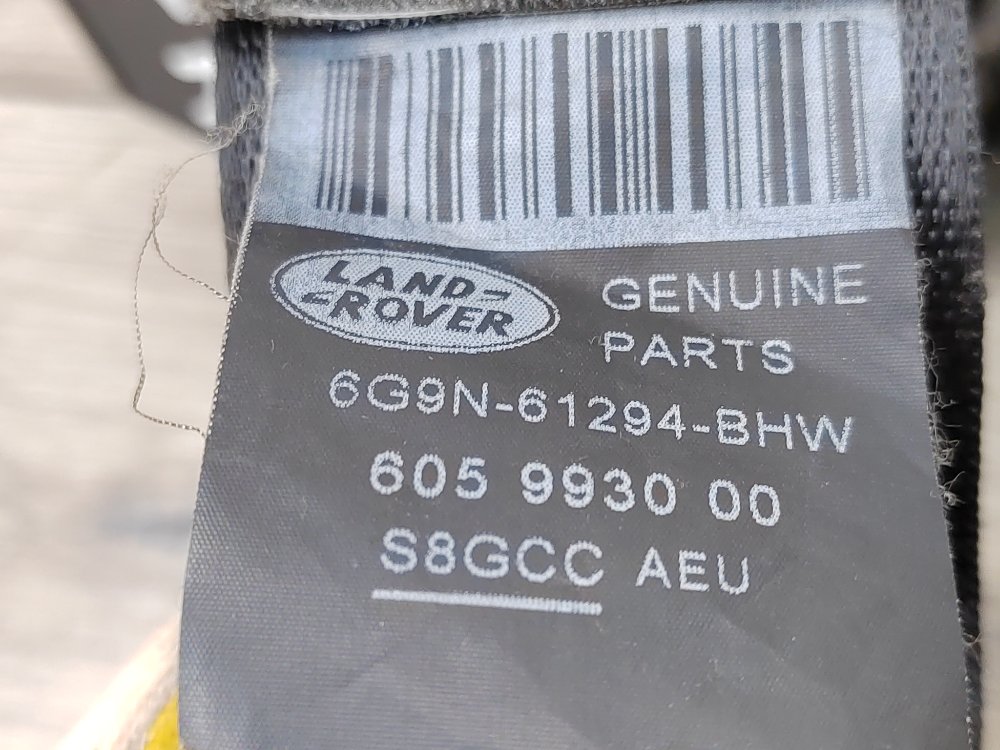 LAND-
-ROVER
GENUINE
PARTS
6G9N-61294-BHW
605 9930 00
S8GCC AEU